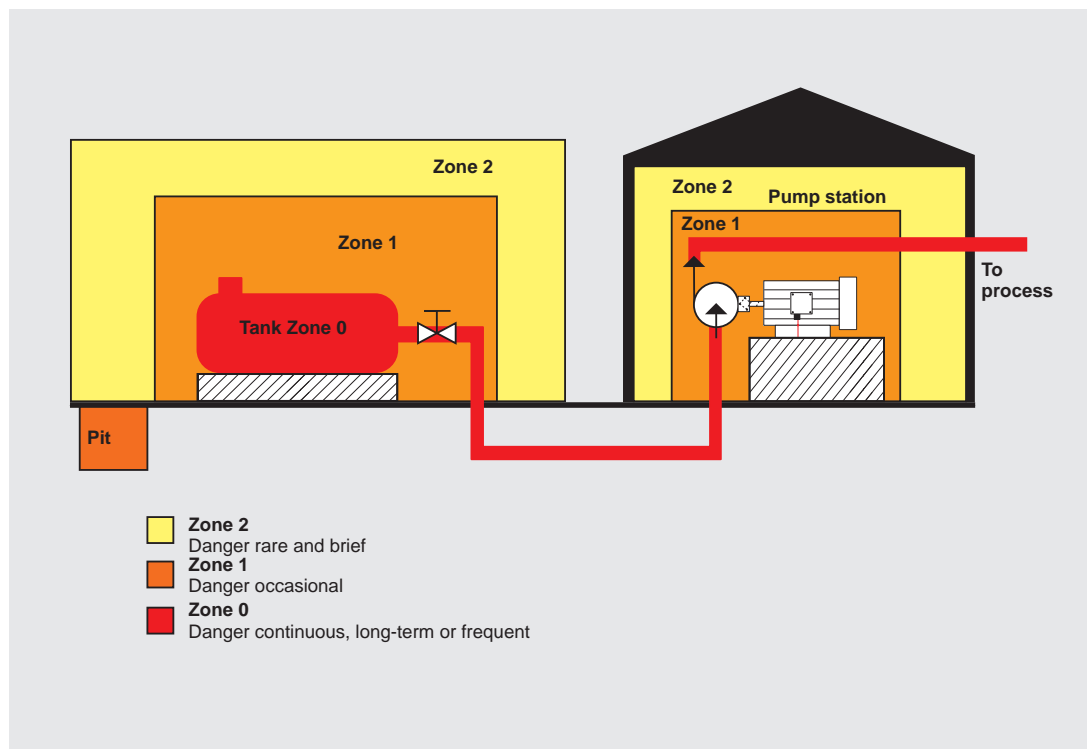 Zone 2
Zone 1
Tank Zone 0
Pit
Zone 2
Pump station
Zone 1
To
process
Zone 2
Danger rare and brief
Zone 1
Danger occasional
Zone 0
Danger continuous, long-term or frequent